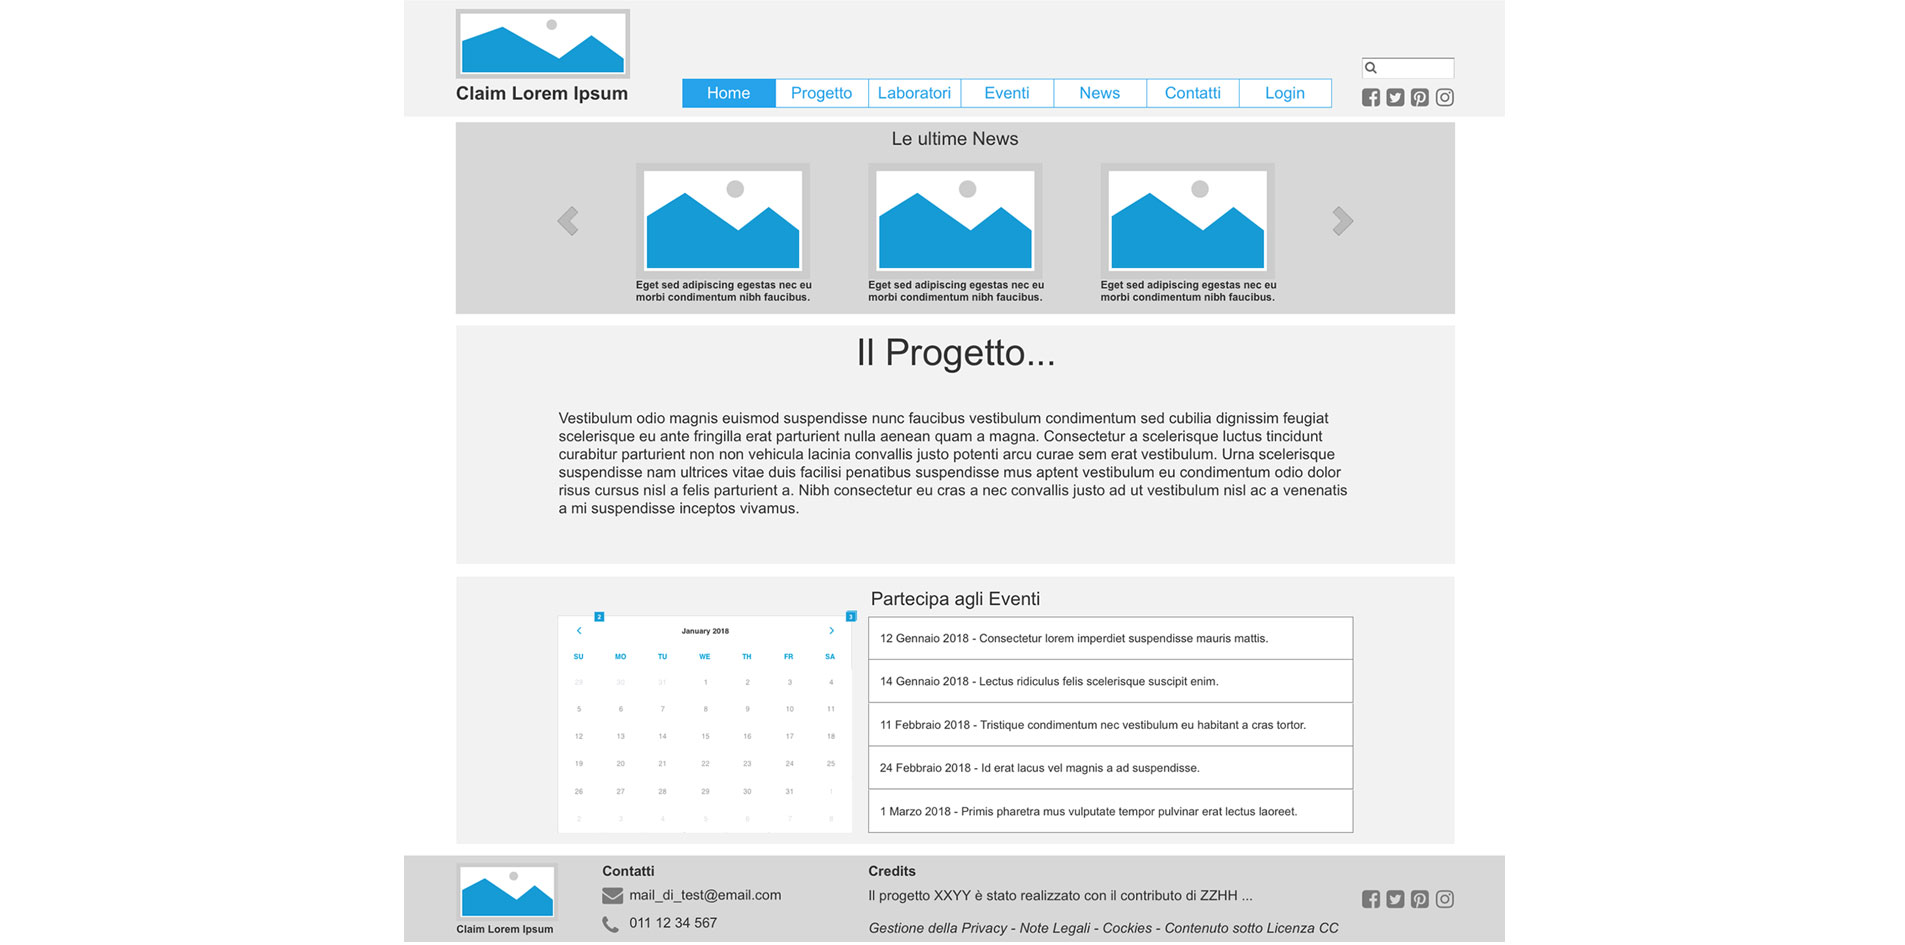 Claim Lorem Ipsum
Home Progetto Laboratori Eventi News Contatti Login
Le ultime News
Eget sed adipiscing egestas nec eu
morbi condimentum nibh faucibus.
Eget sed adipiscing egestas nec eu
morbi condimentum nibh faucibus.
Eget sed adipiscing egestas nec eu
morbi condimentum nibh faucibus.
Il Progetto...
Vestibulum odio magnis euismod suspendisse nunc faucibus vestibulum condimentum sed cubilia dignissim feugiat
scelerisque eu ante fringilla erat parturient nulla aenean quam a magna. Consectetur a scelerisque luctus tincidunt
curabitur parturient non non vehicula lacinia convallis justo potenti arcu curae sem erat vestibulum. Urna scelerisque
suspendisse nam ultrices vitae duis facilisi penatibus suspendisse mus aptent vestibulum eu condimentum odio dolor
risus cursus nisl a felis parturient a. Nibh consectetur eu cras a nec convallis justo ad ut vestibulum nisl ac a venenatis
a mi suspendisse inceptos vivamus.
2 3
January 2018
SU MO TU WE TH FR SA
29 30 31 1 2 3 4
5 6 7 8 9 10 11
12 13 14 15 16 17 18
19 20 21 22 23 24 25
26 27 28 29 30 31 1
2 3 4 5 6 7 8
Partecipa agli Eventi
12 Gennaio 2018 - Consectetur lorem imperdiet suspendisse mauris mattis.
14 Gennaio 2018 - Lectus ridiculus felis scelerisque suscipit enim.
11 Febbraio 2018 - Tristique condimentum nec vestibulum eu habitant a cras tortor.
24 Febbraio 2018 - Id erat lacus vel magnis a ad suspendisse.
1 Marzo 2018 - Primis pharetra mus vulputate tempor pulvinar erat lectus laoreet.
Claim Lorem Ipsum
Contatti
mail_di_test@email.com
011 12 34 567
Credits
Il progetto XXYY è stato realizzato con il contributo di ZZHH ...
Gestione della Privacy - Note Legali - Cockies - Contenuto sotto Licenza CC